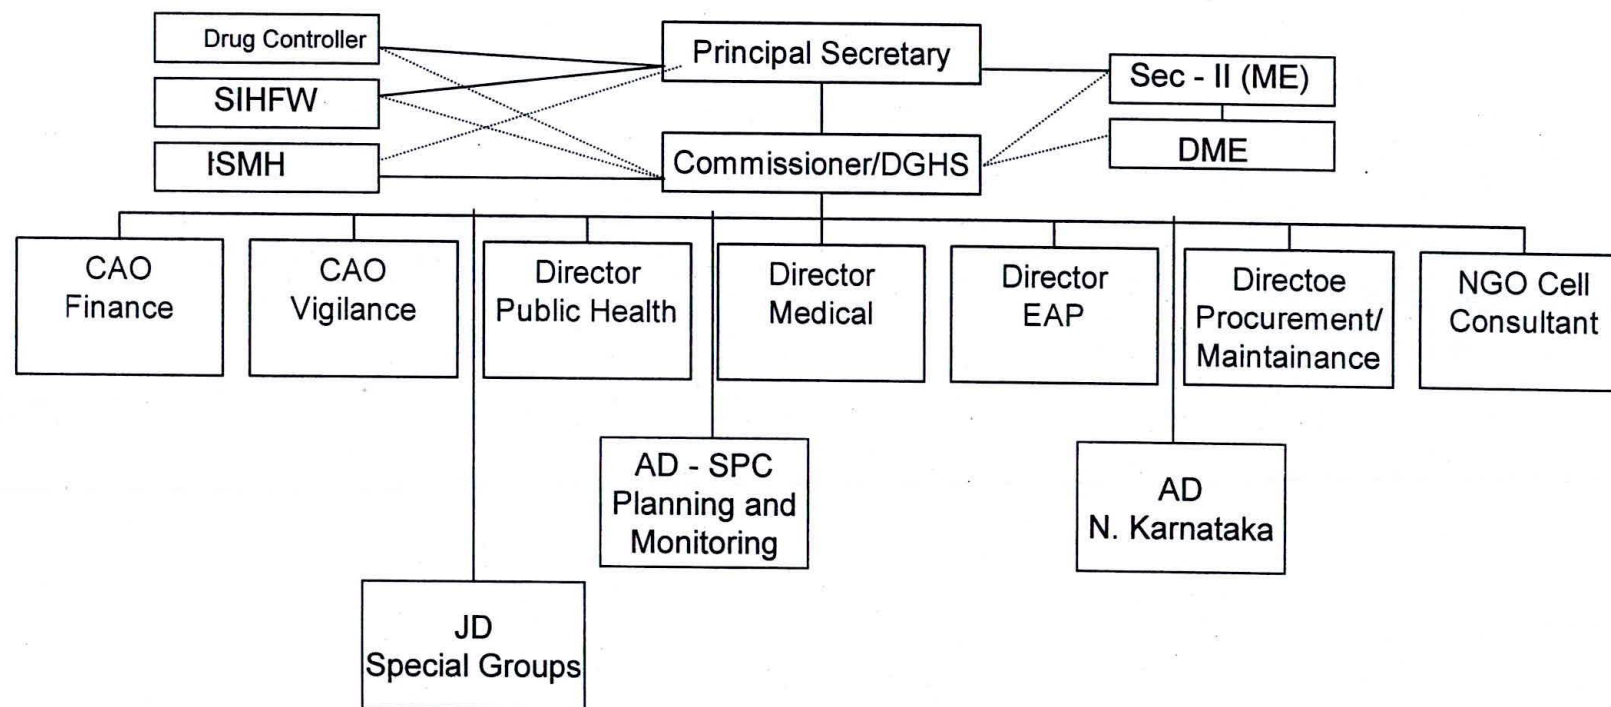 Drug Controller
Principal Secretary
Sec - II (ME)
SIHFW
ISMH
Commissioner/DGHS
DME
CAO
Finance
CAO
Vigilance
Director
Public Health
Director
Medical
Director
EAP
Directoe
Procurement/
Maintainance
NGO Cell
Consultant
AD - SPC
Planning and
Monitoring
AD
N. Karnataka
JD
Special Groups